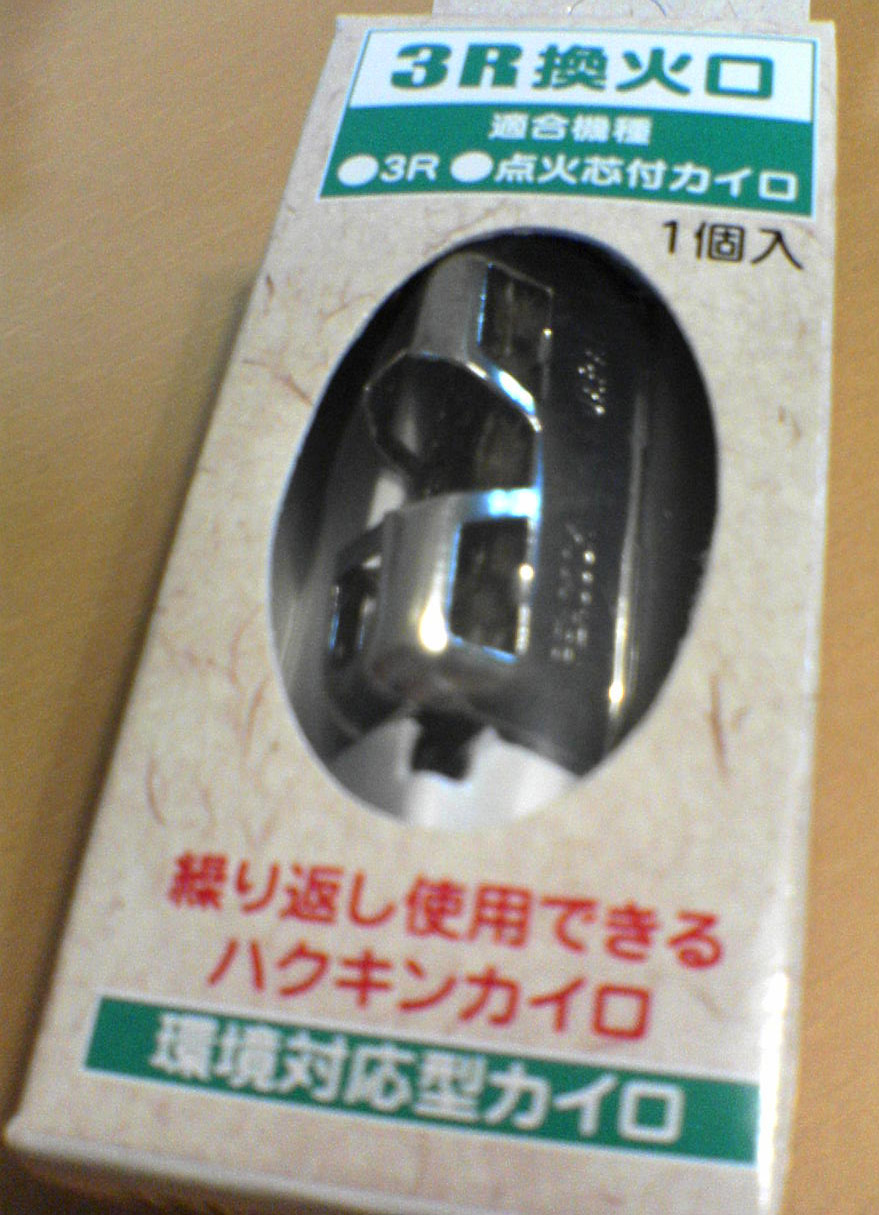 3R換火口
適合機種
●3R ●点火芯付カイロ
1個入
繰り返し使用できる
ハクキンカイロ
環境対応型カイロ